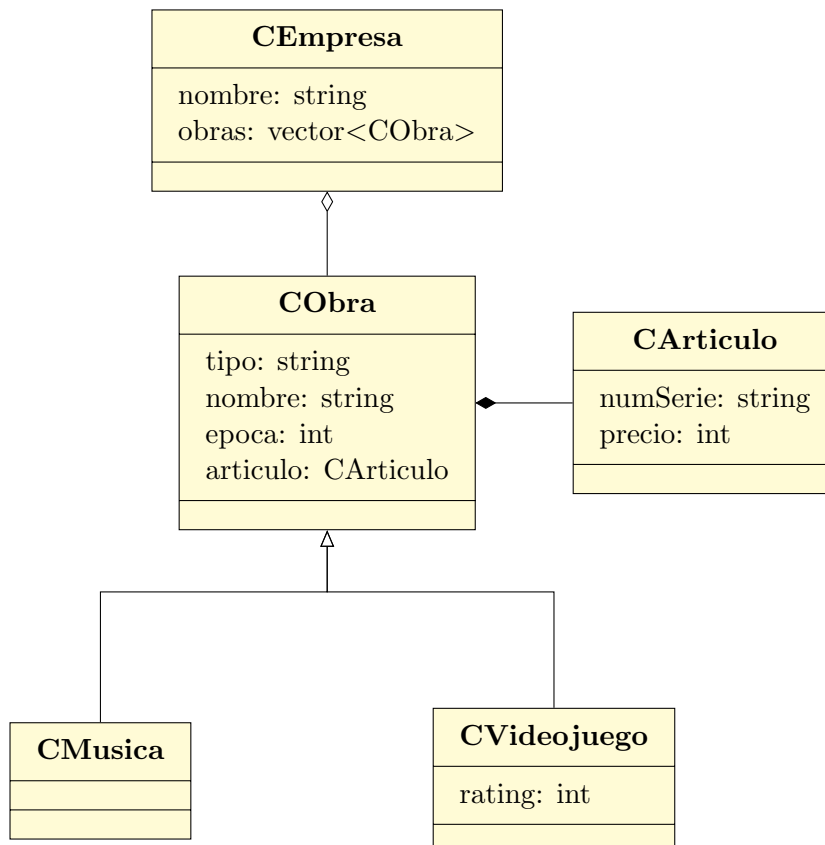 CEmpresa
nombre: string
obras: vector<CObra>
CObra
tipo: string
nombre: string
epoca: int
articulo: CArticulo
CArticulo
numSerie: string
precio: int
CMusica
CVideojuego
rating: int